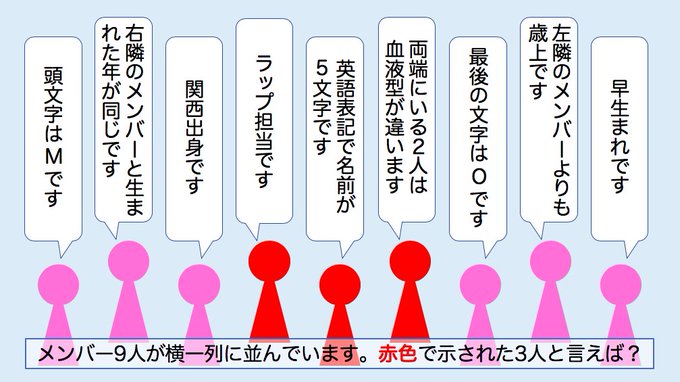 頭文字はMです
右隣のメンバーと生ま
れた年が同じです
関西出身です
ラップ担当です
英語表記で名前が
5文字です
両端にいる2人は
血液型が違います
最後の文字はOです
左隣のメンバーよりも
歳上です
早生まれです
メンバー9人が横一列に並んでいます。赤色で示された3人と言えば？